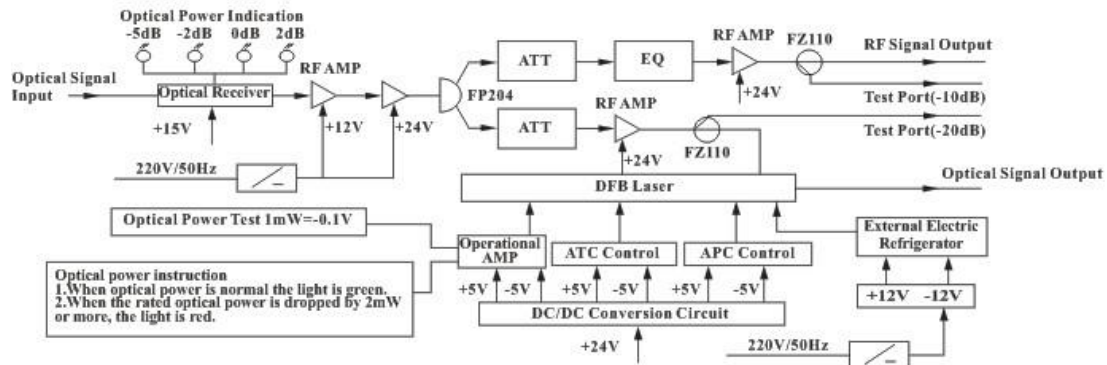 Optical Power Indication
-5dB -2dB 0dB 2dB
Optical Signal
Input
Optical Receiver
+15V
RF AMP
+12V
+24V
FP204
ATT
EQ
RF AMP
+24V
FZ110
RF Signal Output
Test Port(-10dB)
ATT
RF AMP
+24V
FZ110
Test Port(-20dB)
220V/50Hz
DFB Laser
Optical Signal Output
Optical Power Test 1mW=-0.1V
Operational
AMP
ATC Control
APC Control
External Electric
Refrigerator
Optical power instruction
1.When optical power is normal the light is green.
2.When the rated optical power is dropped by 2mW
or more, the light is red.
+5V -5V +5V -5V +5V -5V
+12V -12V
DC/DC Conversion Circuit
+24V
220V/50Hz